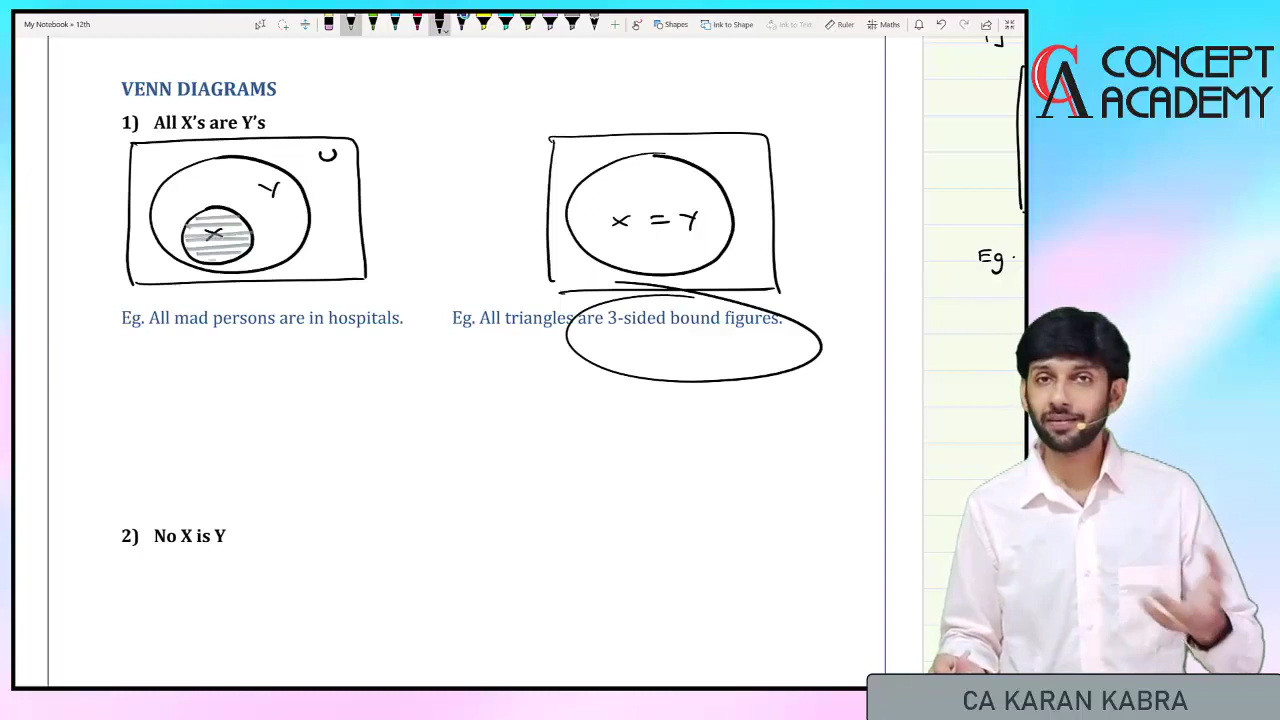 My Notebook » 12th
Shapes
Ink to Shape
Ink to Text
Ruler
Maths
CONCEPT
ACADEMY
CA
VENN DIAGRAMS
1) All X's are Y's
U
Y
X
X = Y
Eg.
Eg. All mad persons are in hospitals.
Eg. All triangles are 3-sided bound figures.
2) No X is Y
CA KARAN KABRA